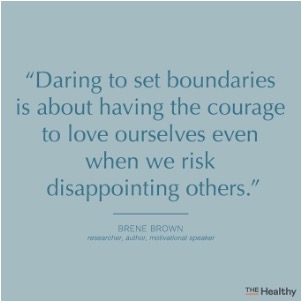 “Daring to set boundaries
is about having the courage
to love ourselves even
when we risk
disappointing others.”
BRENE BROWN
researcher, author, motivational speaker
THE Healthy